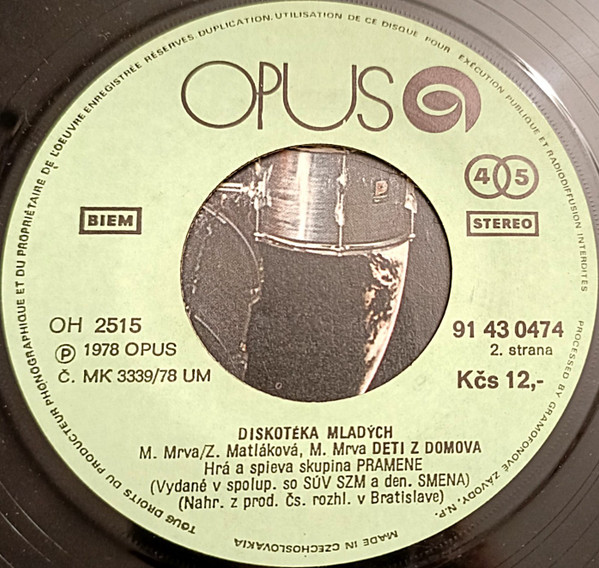 TOUS DROITS DU PRODUCTEUR PHONOGRAPHIQUE ET DU PROPRIÉTAIRE DE L'OEUVRE ENREGISTRÉE RÉSERVES. DUPLICATION. UTILISATION DE CE DISQUE POUR EXÉCUTION PUBLIQUE ET RADIODIFFUSION INTERDITES
PROCESSED BY GRAMOFONOVÉ ZÁVODY, N.P.
MADE IN CZECHOSLOVAKIA
OPUS
45
BIEM
STEREO
OH 2515
91 43 0474
℗ 1978 OPUS
2. strana
Č. MK 3339/78 UM
Kčs 12,-
DISKOTÉKA MLADÝCH
M. Mrva/Z. Matláková, M. Mrva DETI Z DOMOVA
Hrá a spieva skupina PRAMENE
(Vydané v spolup. so SÚV SZM a den. SMENA)
(Nahr. z prod. čs. rozhl. v Bratislave)